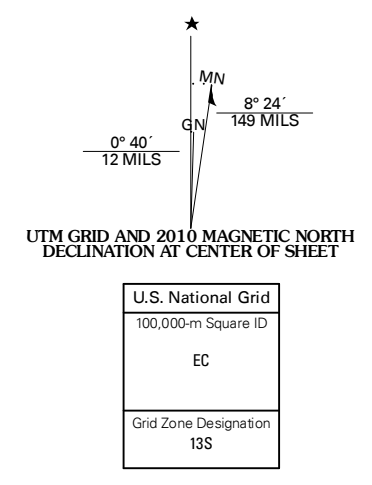 ★
MN
8° 24´
149 MILS
GN
0° 40´
12 MILS
UTM GRID AND 2010 MAGNETIC NORTH
DECLINATION AT CENTER OF SHEET
U.S. National Grid
100,000-m Square ID
EC
Grid Zone Designation
13S